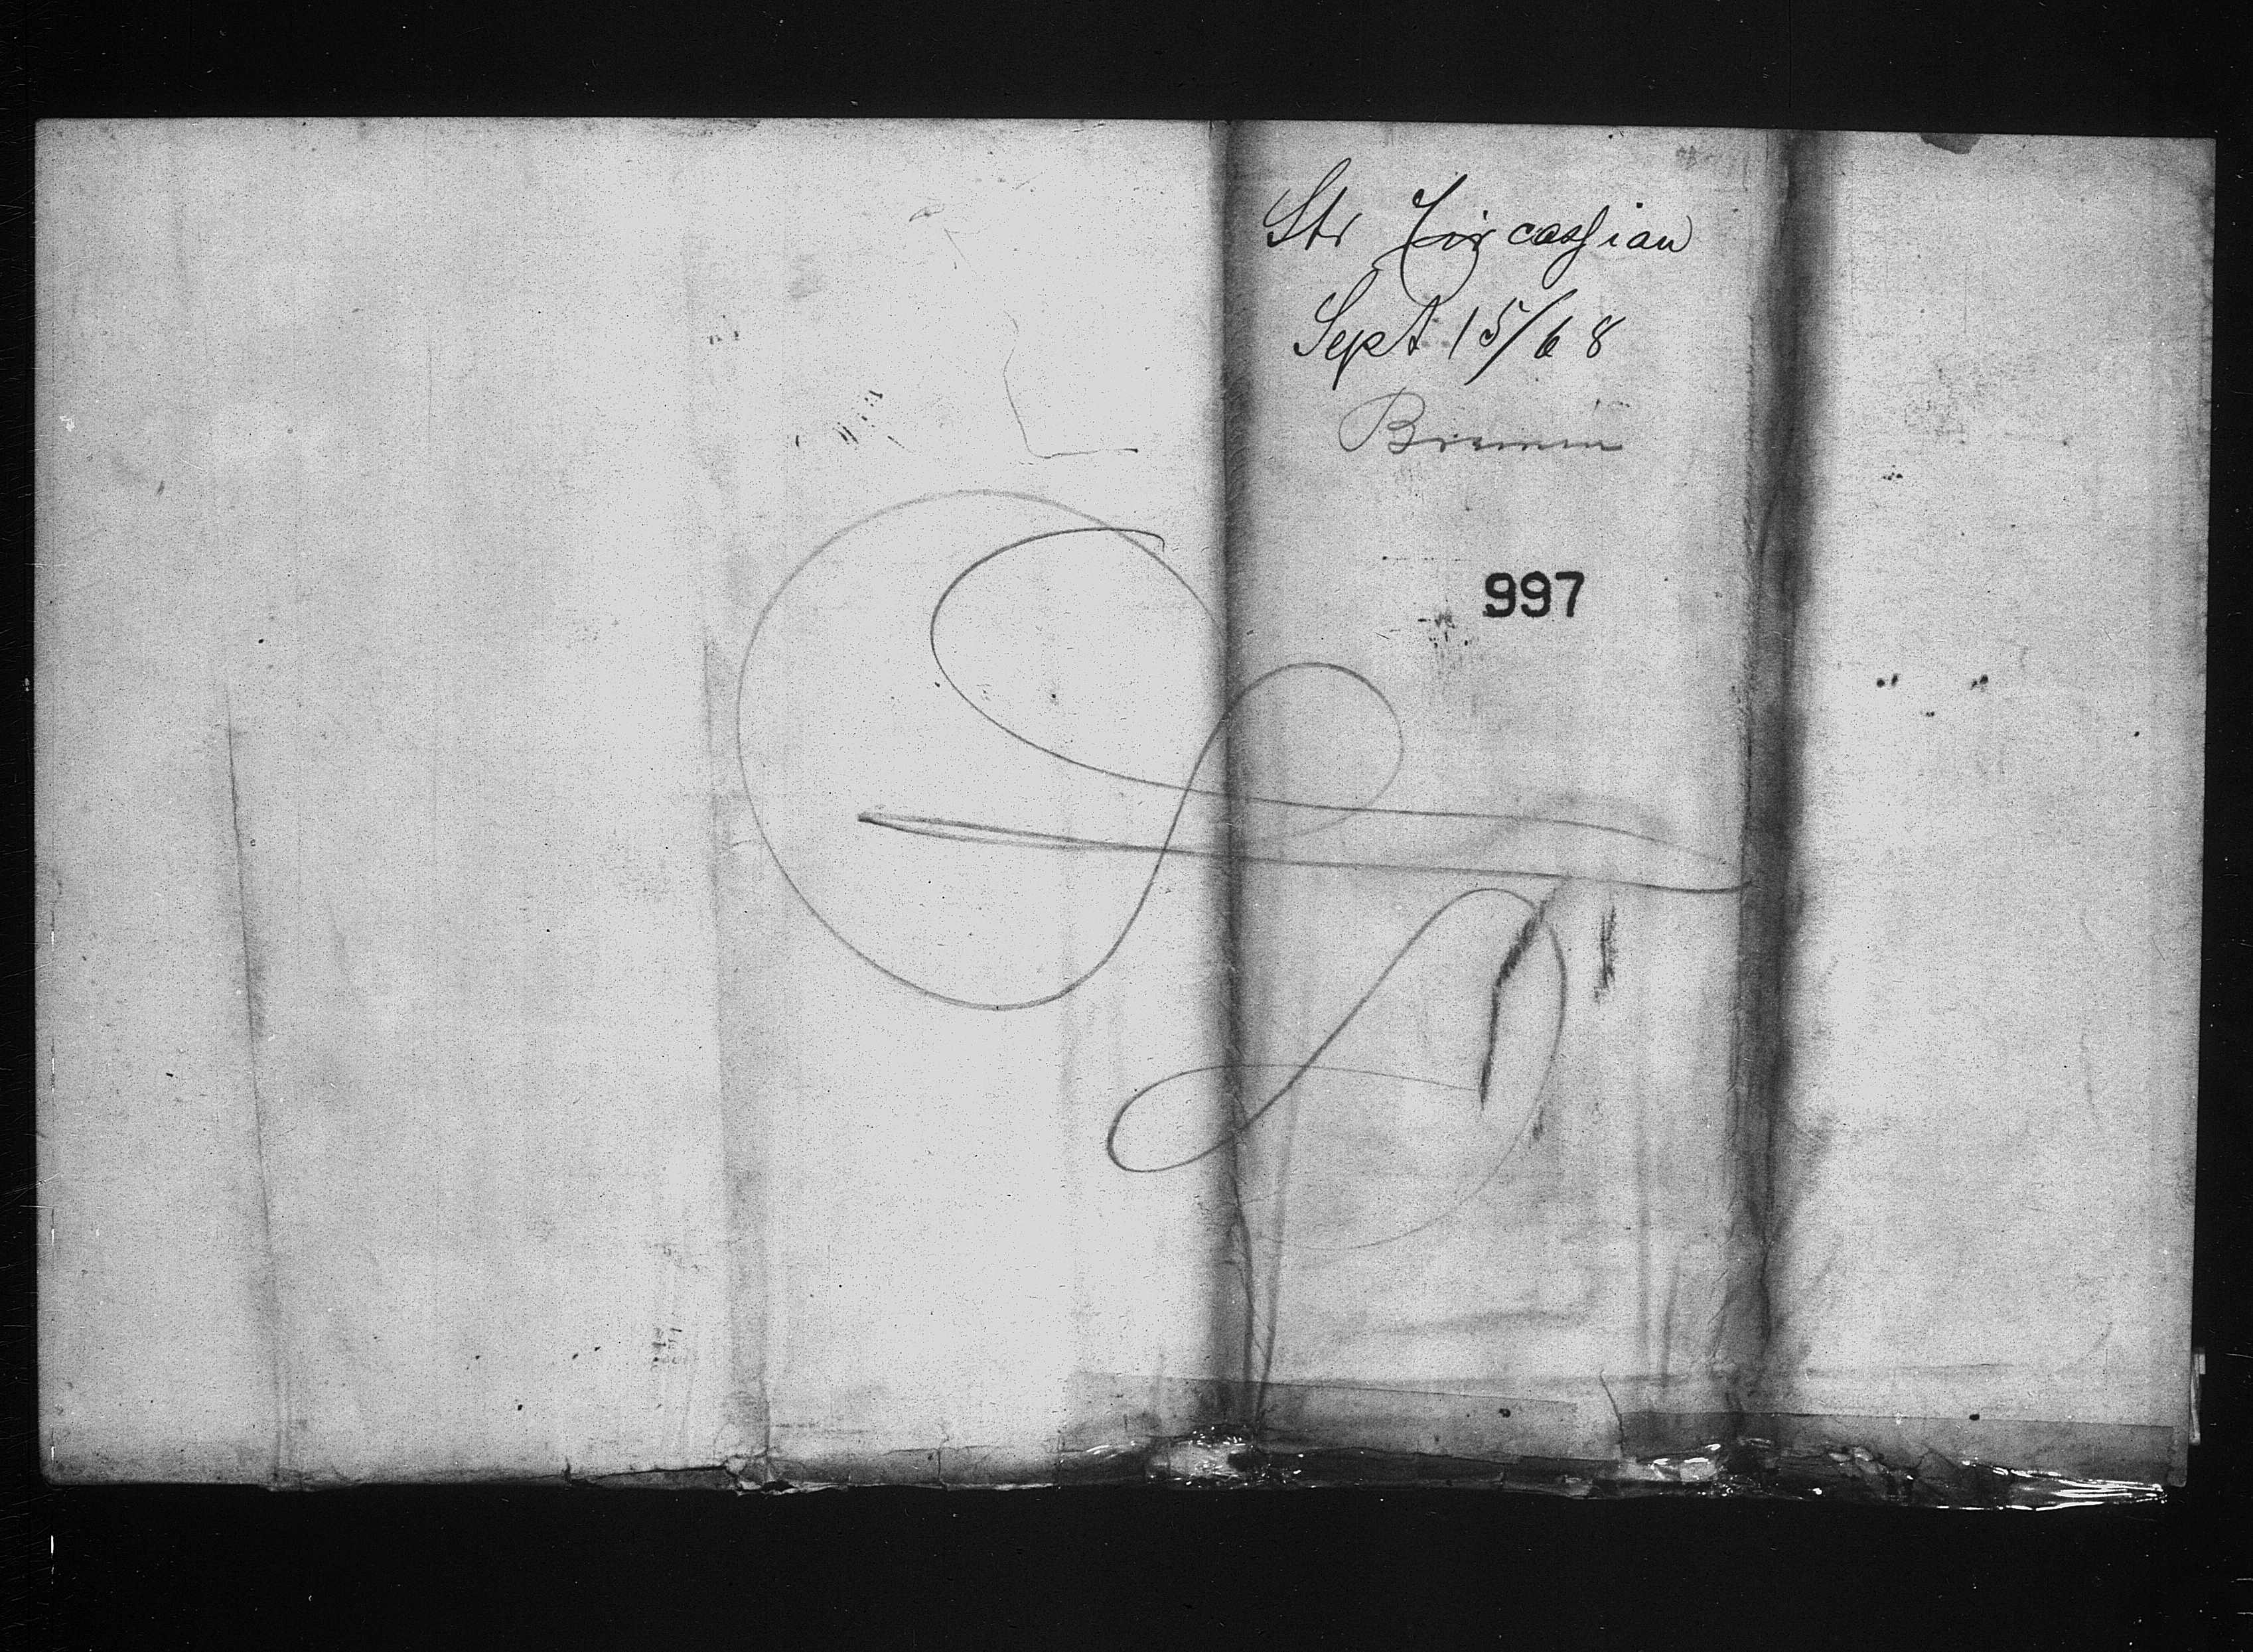 Str Circassian
Sept 15/68
Bremen
997